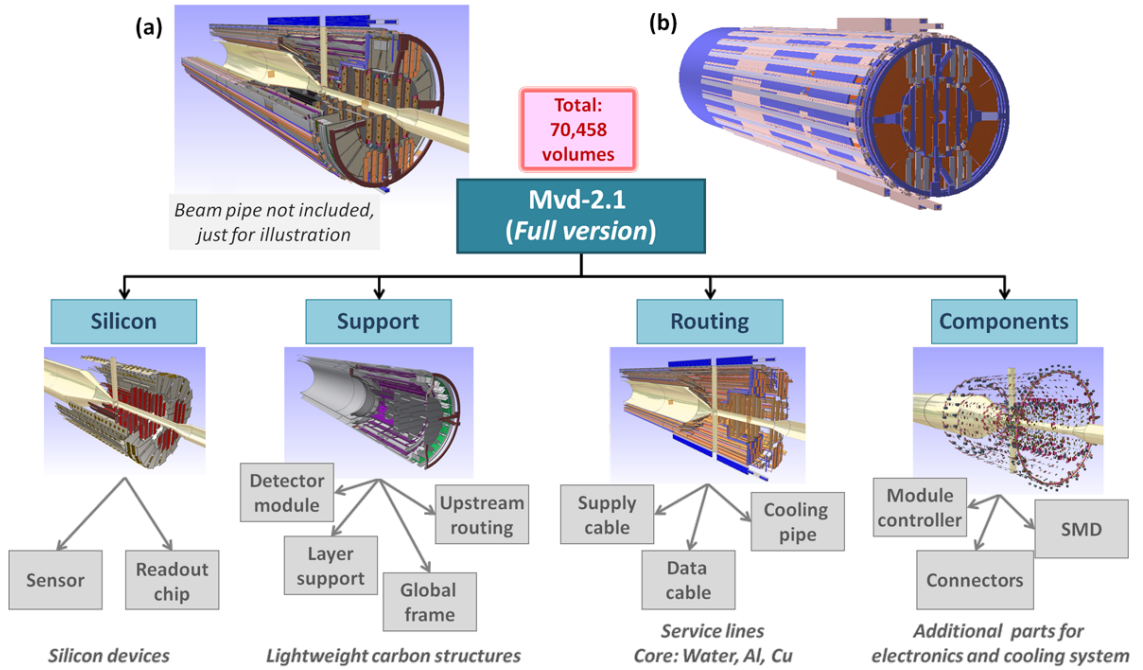 (a)
(b)
Total:
70,458
volumes
Beam pipe not included,
just for illustration
Mvd-2.1
(Full version)
Silicon
Support
Routing
Components
Detector
module
Upstream
routing
Layer
support
Global
frame
Supply
cable
Cooling
pipe
Data
cable
Module
controller
SMD
Connectors
Sensor
Readout
chip
Silicon devices
Lightweight carbon structures
Service lines
Core: Water, Al, Cu
Additional parts for
electronics and cooling system